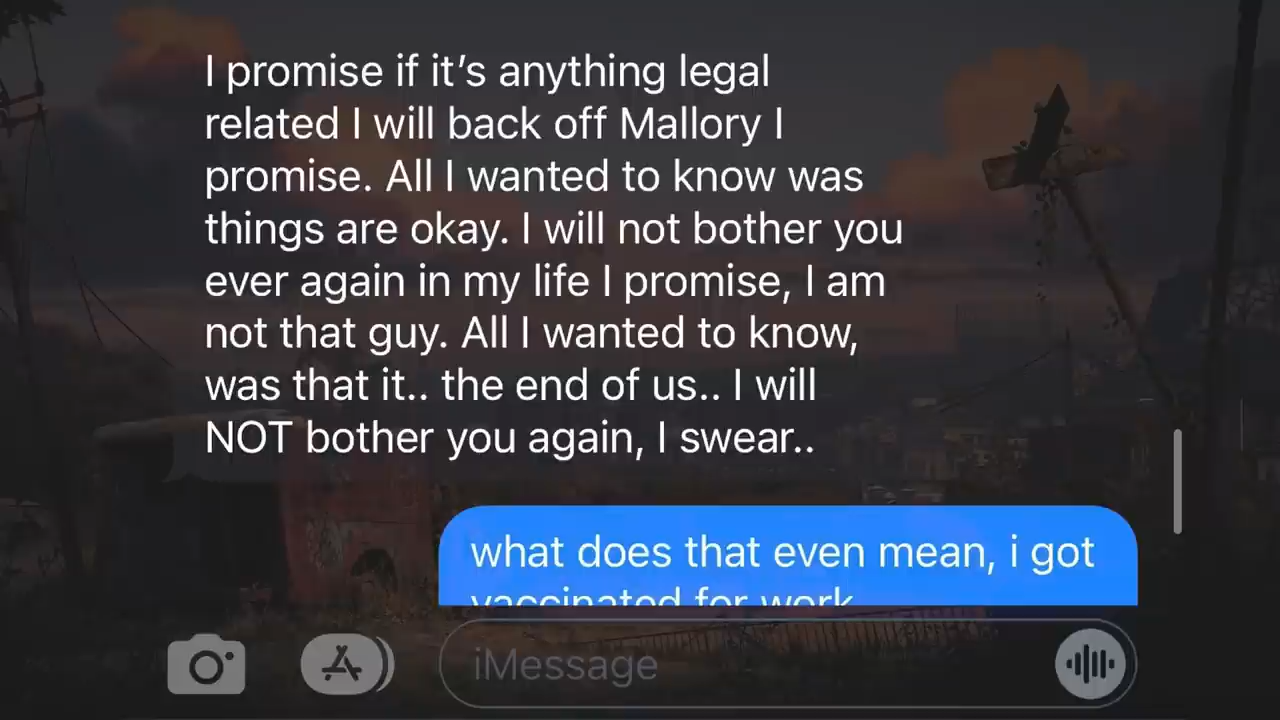 I promise if it's anything legal
related I will back off Mallory I
promise. All I wanted to know was
things are okay. I will not bother you
ever again in my life I promise, I am
not that guy. All I wanted to know,
was that it.. the end of us.. I will
NOT bother you again, I swear..
what does that even mean, i got
vaccinated for work
iMessage